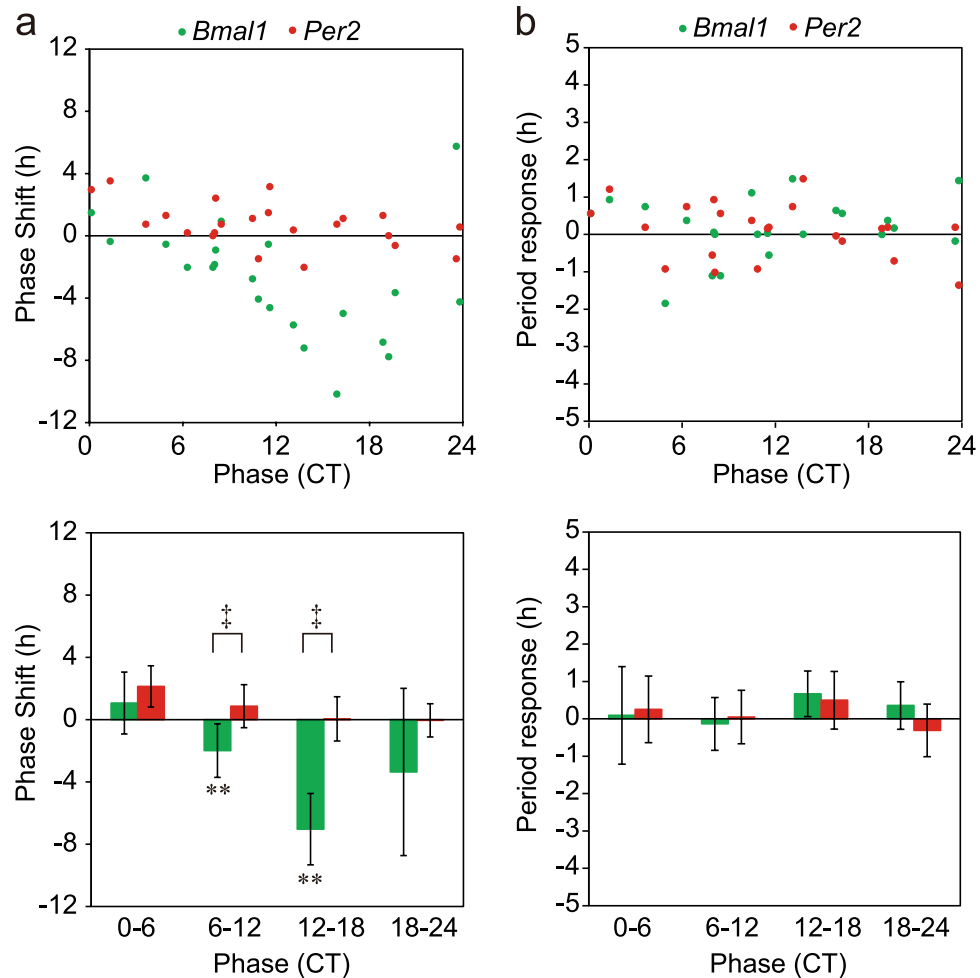 a
Bmal1 Per2
12
8
4
0
-4
-8
-12
Phase Shift (h)
0 6 12 18 24
Phase (CT)
b
Bmal1 Per2
5
4
3
2
1
0
-1
-2
-3
-4
-5
Period response (h)
0 6 12 18 24
Phase (CT)
12
8
4
0
-4
-8
-12
Phase Shift (h)
‡ ‡
** **
0-6 6-12 12-18 18-24
Phase (CT)
5
4
3
2
1
0
-1
-2
-3
-4
-5
Period response (h)
0-6 6-12 12-18 18-24
Phase (CT)